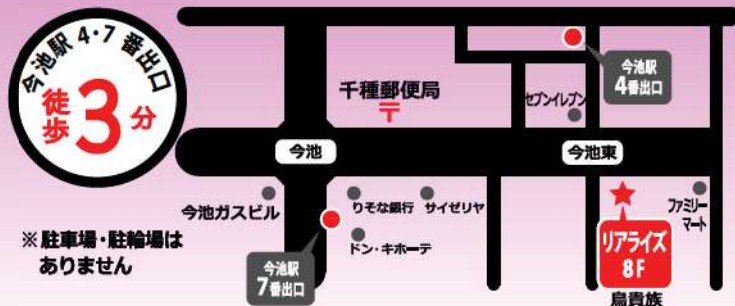 今池駅 4・7 番出口
徒歩 3 分
今池駅
4番出口
千種郵便局
〒
セブンイレブン
今池
今池東
今池ガスビル
りそな銀行
サイゼリヤ
ファミリー
マート
ドン・キホーテ
リアライズ
8F
鳥貴族
※駐車場・駐輪場は
ありません
今池駅
7番出口